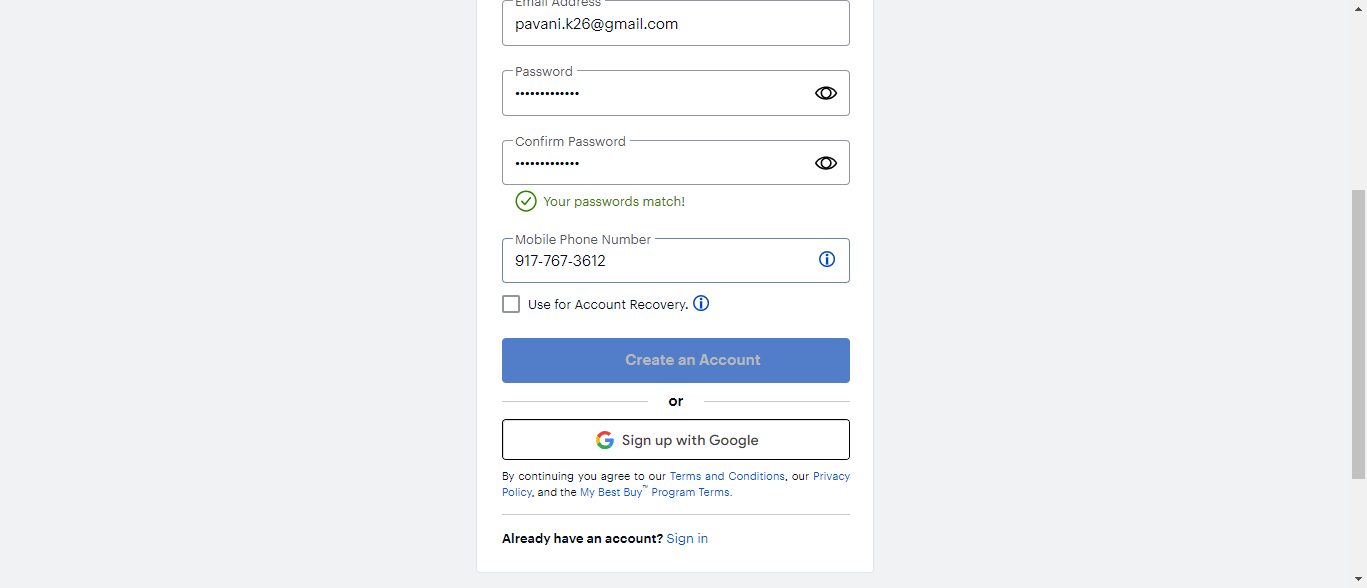 Email Address
pavani.k26@gmail.com
Password
•••••••••••••
Confirm Password
•••••••••••••
Your passwords match!
Mobile Phone Number
917-767-3612
Use for Account Recovery.
Create an Account
or
Sign up with Google
By continuing you agree to our Terms and Conditions, our Privacy
Policy, and the My Best Buy™ Program Terms.
Already have an account? Sign in